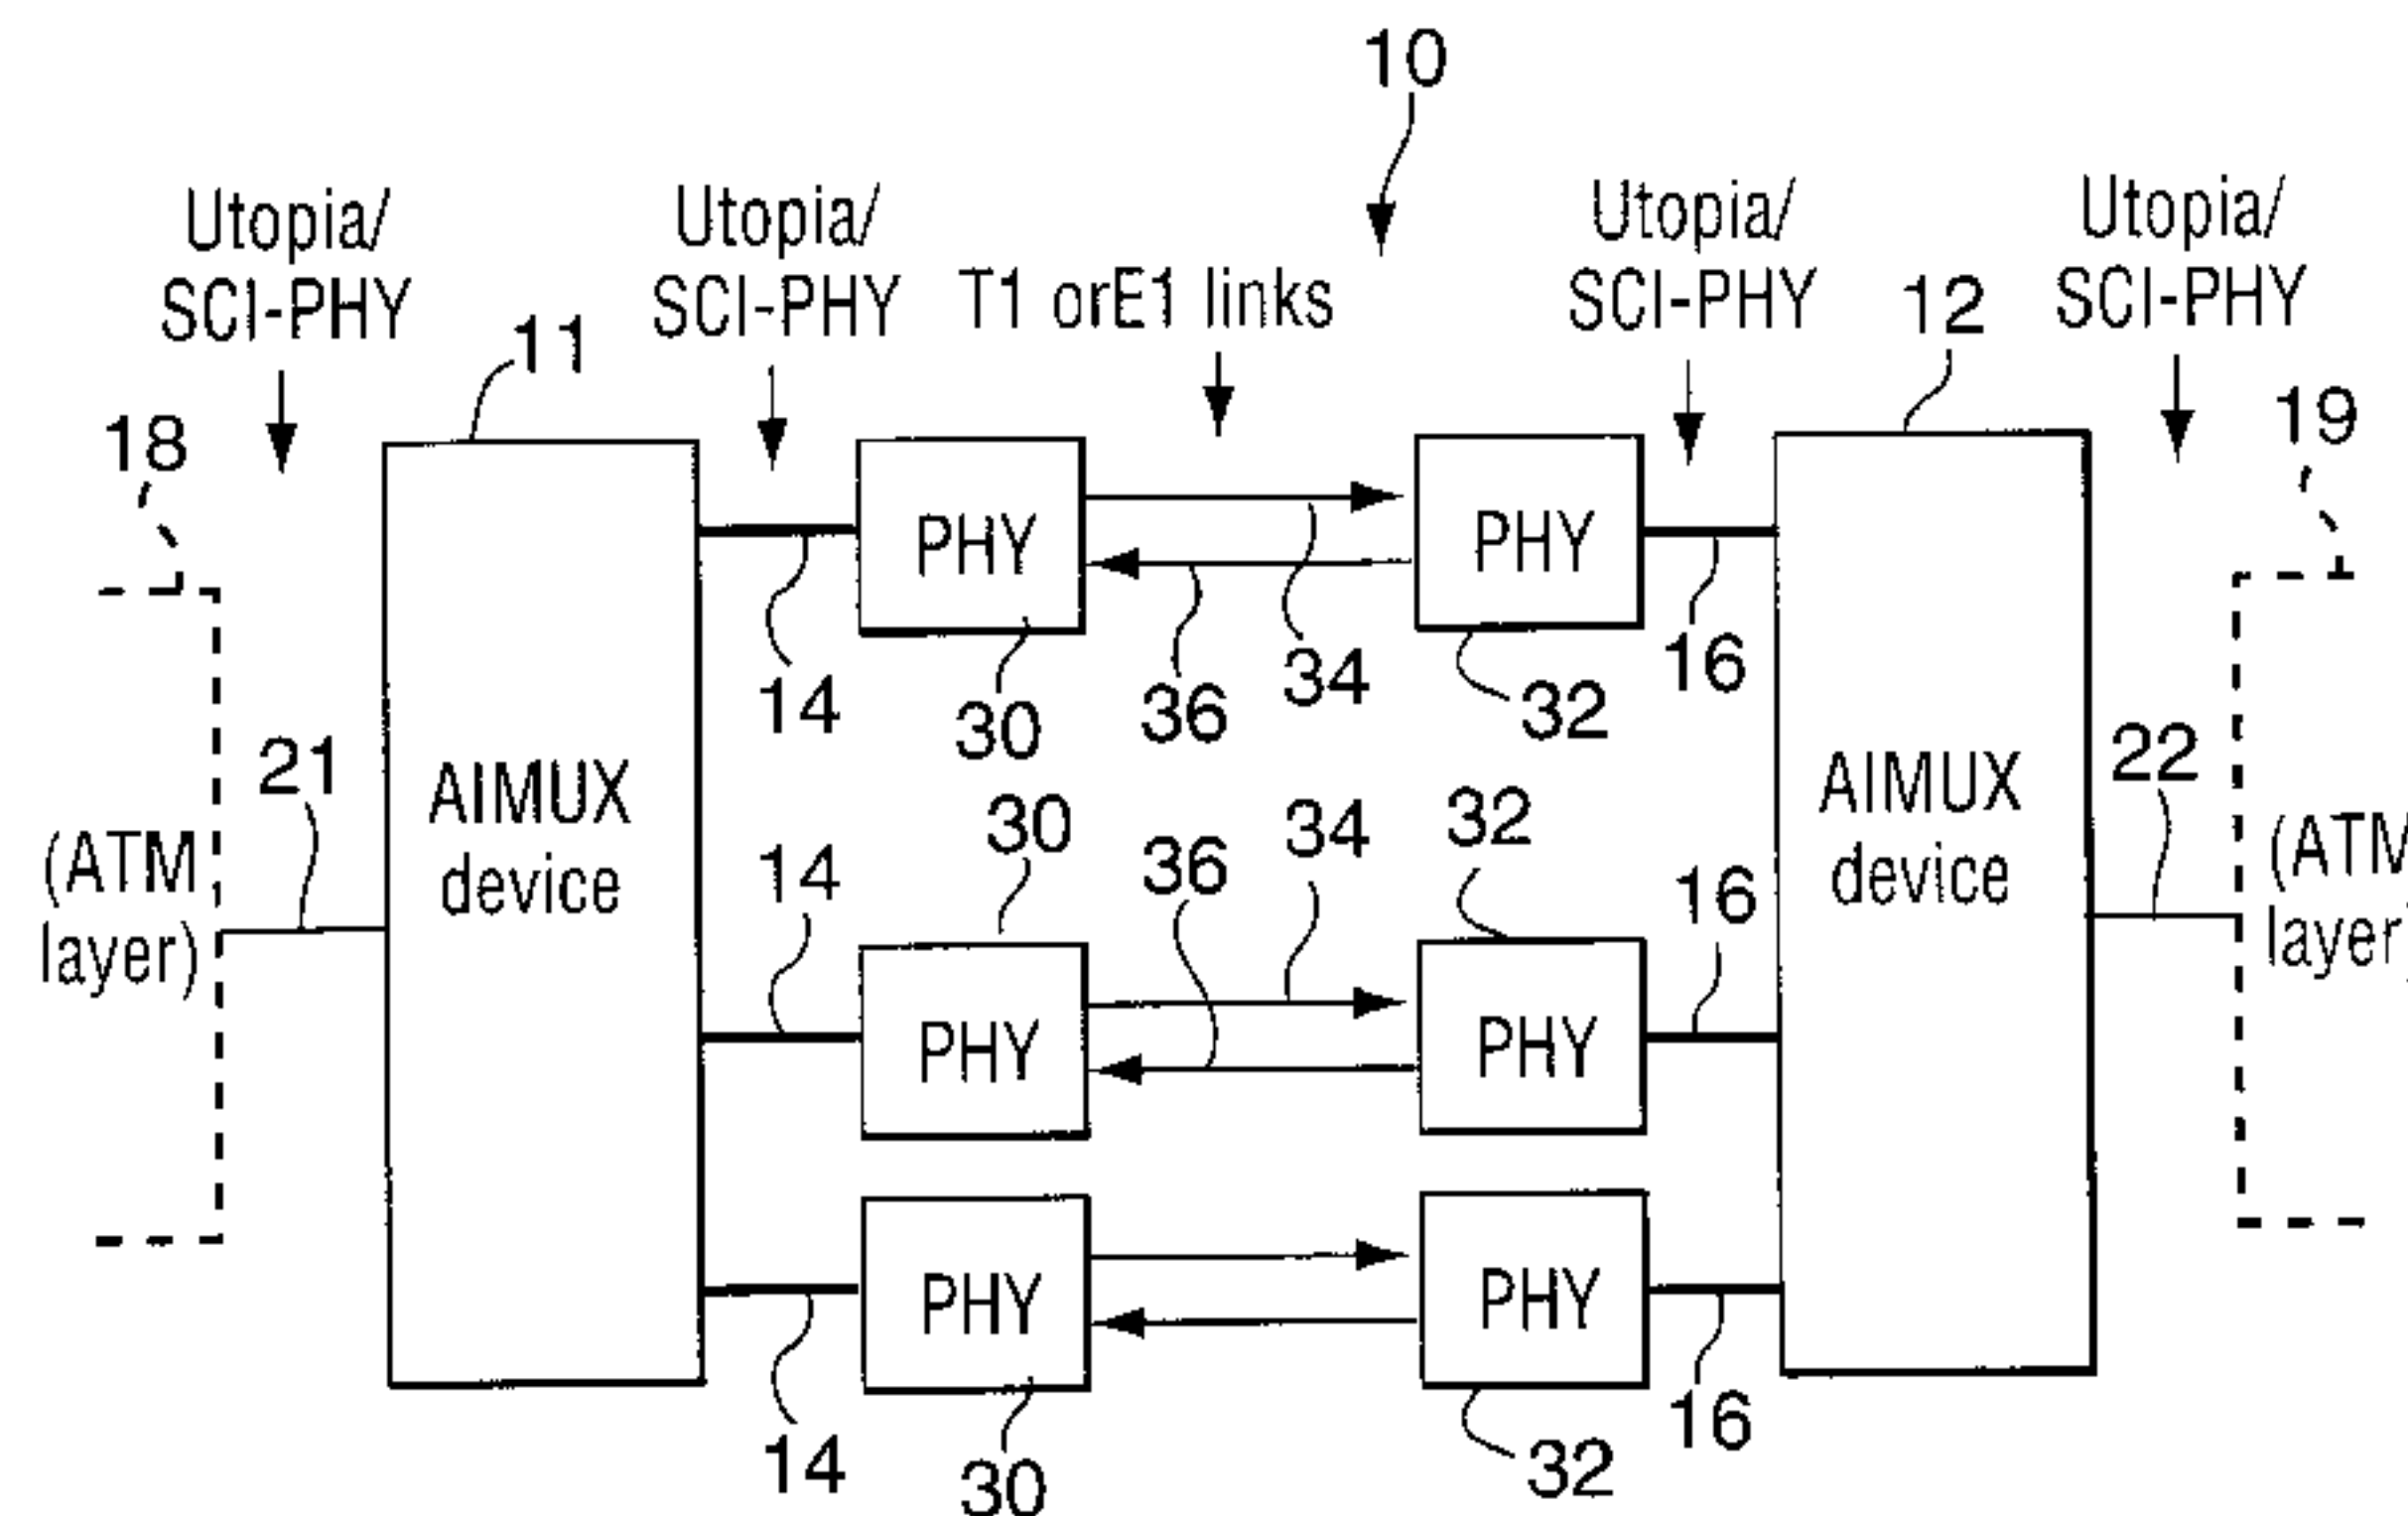 10
Utopia/
SCI-PHY
Utopia/
SCI-PHY
T1 orE1 links
Utopia/
SCI-PHY
Utopia/
SCI-PHY
11
12
18
19
PHY
PHY
14
30
36
34
32
16
21
22
AIMUX
device
AIMUX
device
(ATM
layer)
(ATM
layer)
14
30
36
34
32
16
PHY
PHY
PHY
PHY
14
30
32
16